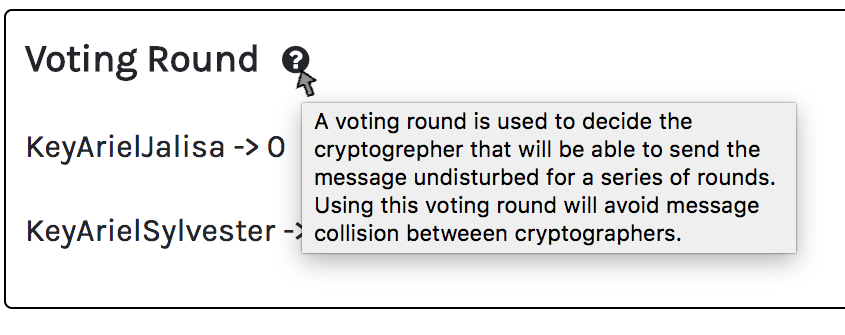 Voting Round ?
KeyArielJalisa -> 0
KeyArielSylvester ->
A voting round is used to decide the
cryptogrepher that will be able to send the
message undisturbed for a series of rounds.
Using this voting round will avoid message
collision betweeen cryptographers.